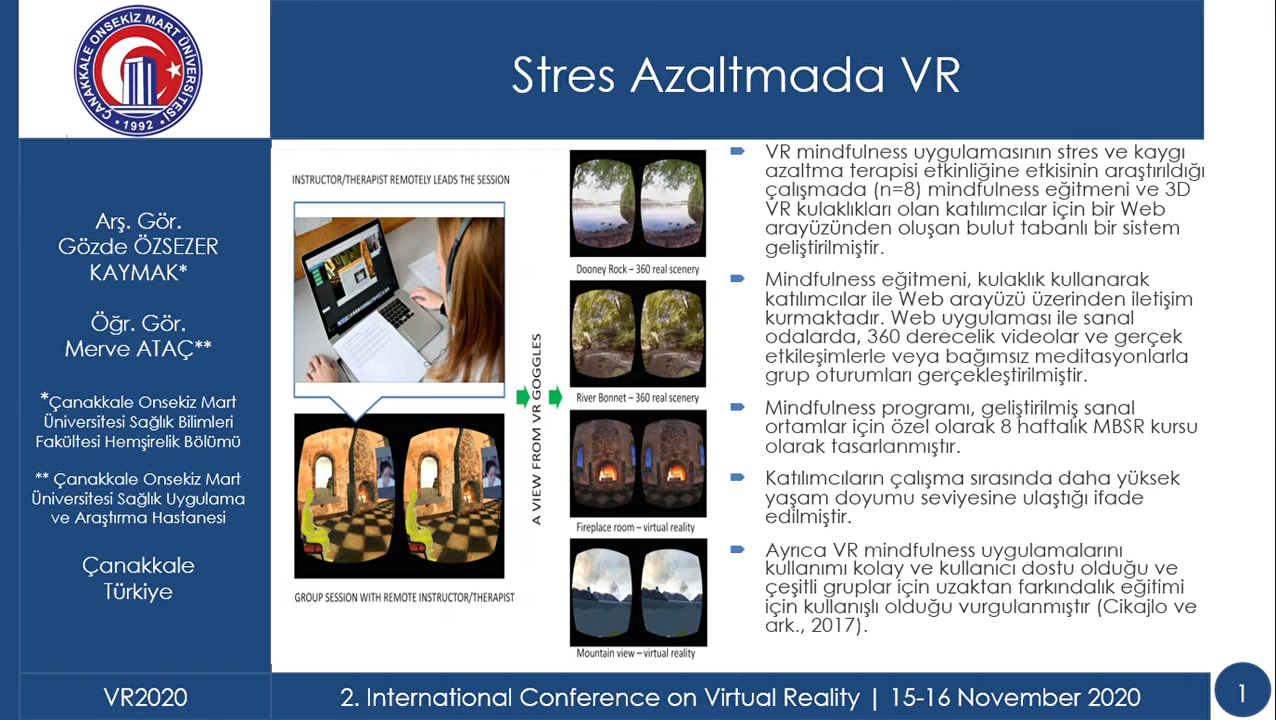 ÇANAKKALE ONSEKİZ MART ÜNİVERSİTESİ
• 1992 •
Stres Azaltmada VR
Arş. Gör.
Gözde ÖZSEZER
KAYMAK*
Öğr. Gör.
Merve ATAÇ**
*Çanakkale Onsekiz Mart
Üniversitesi Sağlık Bilimleri
Fakültesi Hemşirelik Bölümü
** Çanakkale Onsekiz Mart
Üniversitesi Sağlık Uygulama
ve Araştırma Hastanesi
Çanakkale
Türkiye
INSTRUCTOR/THERAPIST REMOTELY LEADS THE SESSION
GROUP SESSION WITH REMOTE INSTRUCTOR/THERAPIST
A VIEW FROM VR GOGGLES
Dooney Rock – 360 real scenery
River Bonnet – 360 real scenery
Fireplace room – virtual reality
Mountain view – virtual reality
VR mindfulness uygulamasının stres ve kaygı
azaltma terapisi etkinliğine etkisinin araştırıldığı
çalışmada (n=8) mindfulness eğitmeni ve 3D
VR kulaklıkları olan katılımcılar için bir Web
arayüzünden oluşan bulut tabanlı bir sistem
geliştirilmiştir.
Mindfulness eğitmeni, kulaklık kullanarak
katılımcılar ile Web arayüzü üzerinden iletişim
kurmaktadır. Web uygulaması ile sanal
odalarda, 360 derecelik videolar ve gerçek
etkileşimlerle veya bağımsız meditasyonlarla
grup oturumları gerçekleştirilmiştir.
Mindfulness programı, geliştirilmiş sanal
ortamlar için özel olarak 8 haftalık MBSR kursu
olarak tasarlanmıştır.
Katılımcıların çalışma sırasında daha yüksek
yaşam doyumu seviyesine ulaştığı ifade
edilmiştir.
Ayrıca VR mindfulness uygulamalarını
kullanımı kolay ve kullanıcı dostu olduğu ve
çeşitli gruplar için uzaktan farkındalık eğitimi
için kullanışlı olduğu vurgulanmıştır (Cikajlo ve
ark., 2017).
VR2020
2. International Conference on Virtual Reality | 15-16 November 2020
1